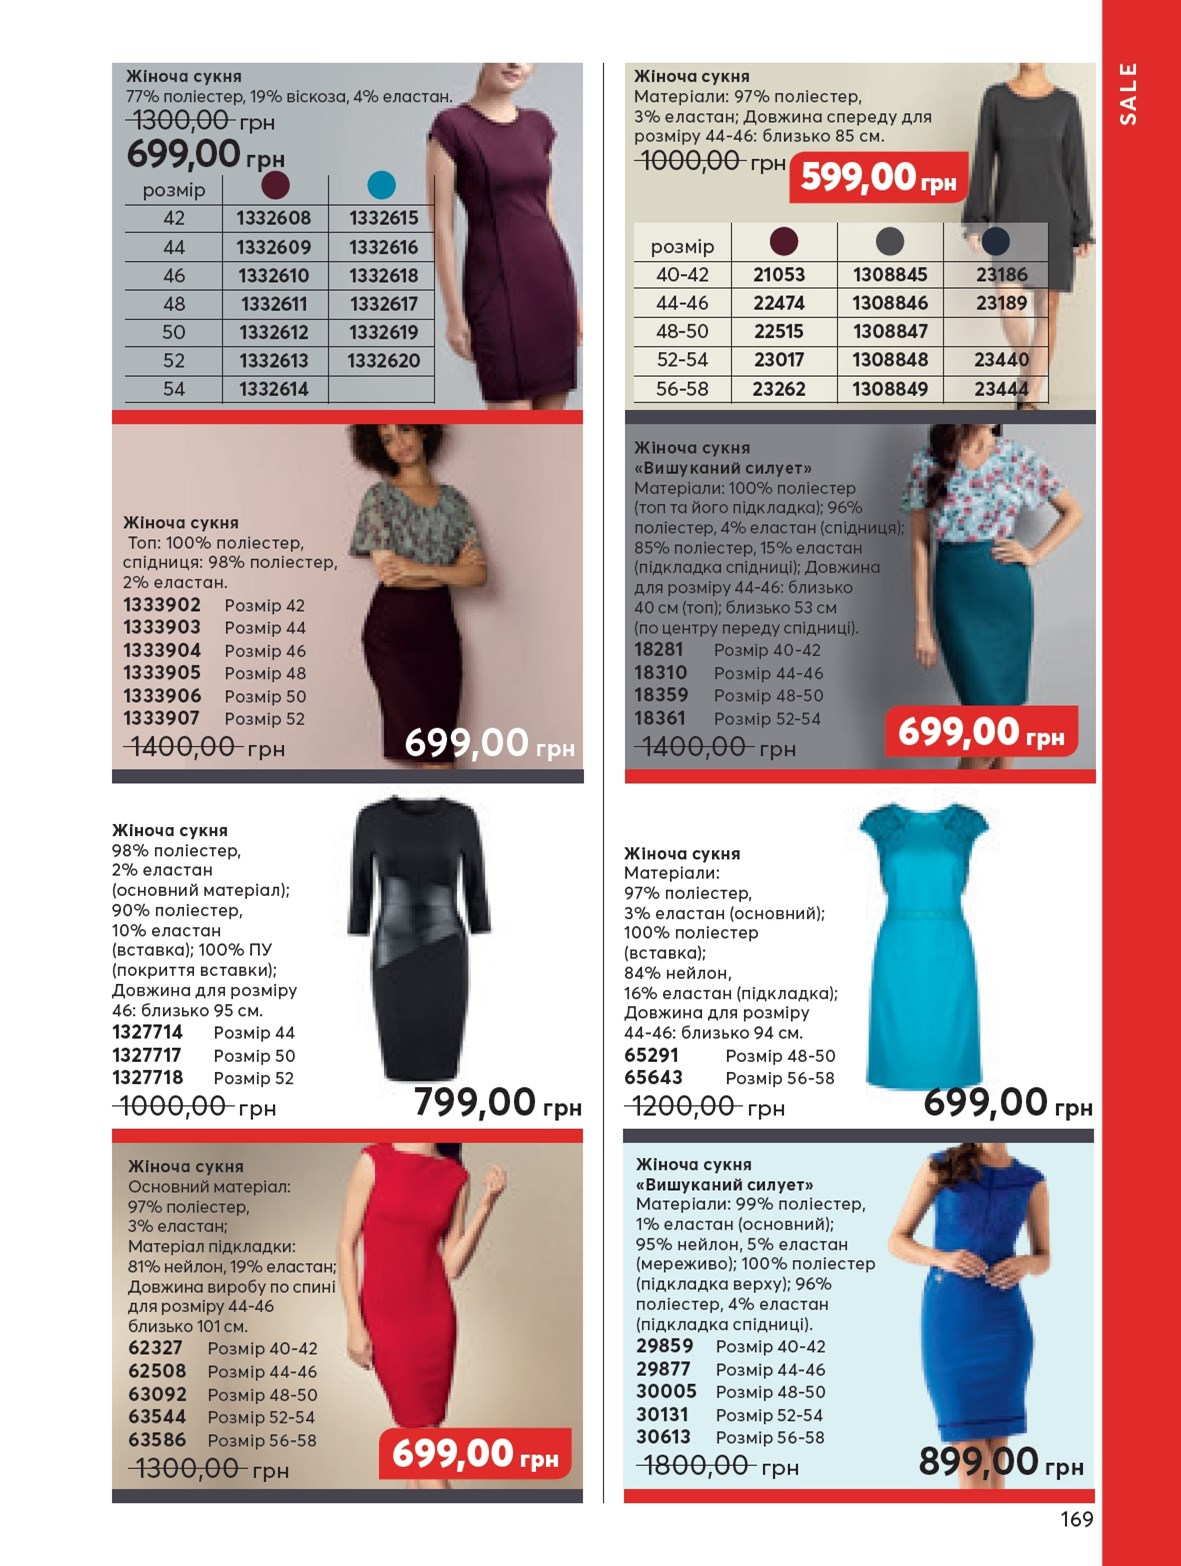 SALE
Жіноча сукня
77% поліестер, 19% віскоза, 4% еластан.
1300,00 грн
699,00 грн
розмір
42 1332608 1332615
44 1332609 1332616
46 1332610 1332618
48 1332611 1332617
50 1332612 1332619
52 1332613 1332620
54 1332614
Жіноча сукня
Матеріали: 97% поліестер,
3% еластан; Довжина спереду для
розміру 44-46: близько 85 см.
1000,00 грн
599,00 грн
розмір
40-42 21053 1308845 23186
44-46 22474 1308846 23189
48-50 22515 1308847
52-54 23017 1308848 23440
56-58 23262 1308849 23444
Жіноча сукня
Топ: 100% поліестер,
спідниця: 98% поліестер,
2% еластан.
1333902 Розмір 42
1333903 Розмір 44
1333904 Розмір 46
1333905 Розмір 48
1333906 Розмір 50
1333907 Розмір 52
1400,00 грн
699,00 грн
Жіноча сукня
«Вишуканий силует»
Матеріали: 100% поліестер
(топ та його підкладка); 96%
поліестер, 4% еластан (спідниця);
85% поліестер, 15% еластан
(підкладка спідниці); Довжина
для розміру 44-46: близько
40 см (топ); близько 53 см
(по центру переду спідниці).
18281 Розмір 40-42
18310 Розмір 44-46
18359 Розмір 48-50
18361 Розмір 52-54
1400,00 грн
699,00 грн
Жіноча сукня
98% поліестер,
2% еластан
(основний матеріал);
90% поліестер,
10% еластан
(вставка); 100% ПУ
(покриття вставки);
Довжина для розміру
46: близько 95 см.
1327714 Розмір 44
1327717 Розмір 50
1327718 Розмір 52
1000,00 грн
799,00 грн
Жіноча сукня
Матеріали:
97% поліестер,
3% еластан (основний);
100% поліестер
(вставка);
84% нейлон,
16% еластан (підкладка);
Довжина для розміру
44-46: близько 94 см.
65291 Розмір 48-50
65643 Розмір 56-58
1200,00 грн
699,00 грн
Жіноча сукня
Основний матеріал:
97% поліестер,
3% еластан;
Матеріал підкладки:
81% нейлон, 19% еластан;
Довжина виробу по спині
для розміру 44-46
близько 101 см.
62327 Розмір 40-42
62508 Розмір 44-46
63092 Розмір 48-50
63544 Розмір 52-54
63586 Розмір 56-58
1300,00 грн
699,00 грн
Жіноча сукня
«Вишуканий силует»
Матеріали: 99% поліестер,
1% еластан (основний);
95% нейлон, 5% еластан
(мереживо); 100% поліестер
(підкладка верху); 96%
поліестер, 4% еластан
(підкладка спідниці).
29859 Розмір 40-42
29877 Розмір 44-46
30005 Розмір 48-50
30131 Розмір 52-54
30613 Розмір 56-58
1800,00 грн
899,00 грн
169